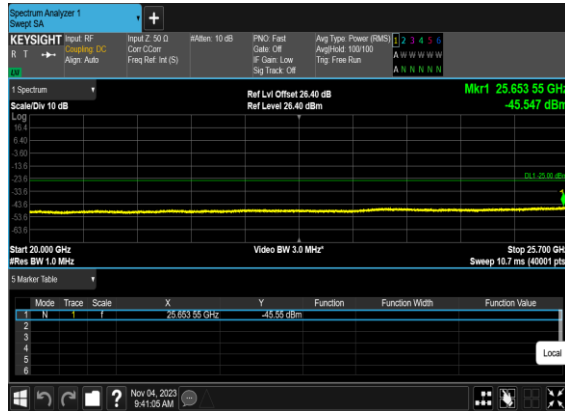 Spectrum Analyzer 1
Swept SA
+
KEYSIGHT Input: RF Input Z: 50 Ω #Atten: 10 dB PNO: Fast Avg Type: Power (RMS) 1 2 3 4 5 6
R T Coupling: DC Corr CCorr Gate: Off Avg|Hold: 100/100 A W W W W W
Align: Auto Freq Ref: Int (S) IF Gain: Low Trig: Free Run
Sig Track: Off A N N N N N
1 Spectrum Ref Lvl Offset 26.40 dB Mkr1 25.653 55 GHz
Scale/Div 10 dB Ref Level 26.40 dBm -45.547 dBm
Log
16.4
6.40
-3.60
-13.6
-23.6 DL1 -25.00 dBm
-33.6 1
-43.6
-53.6
-63.6
Start 20.000 GHz Video BW 3.0 MHz* Stop 25.700 GHz
#Res BW 1.0 MHz Sweep 10.7 ms (40001 pts)
5 Marker Table
Mode Trace Scale X Y Function Function Width Function Value
1 N 1 f 25.653 55 GHz -45.55 dBm
2
3
4
5
6
Local
? Nov 04, 2023
9:41:05 AM